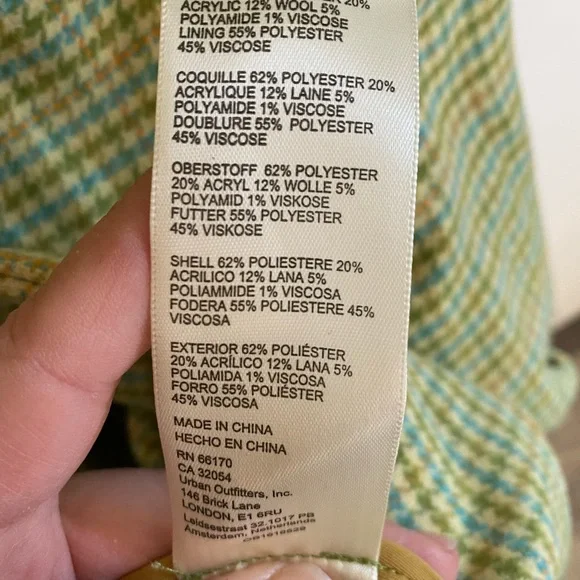 20%
ACRYLIC 12% WOOL 5%
POLYAMIDE 1% VISCOSE
LINING 55% POLYESTER
45% VISCOSE
COQUILLE 62% POLYESTER 20%
ACRYLIQUE 12% LAINE 5%
POLYAMIDE 1% VISCOSE
DOUBLURE 55% POLYESTER
45% VISCOSE
OBERSTOFF 62% POLYESTER
20% ACRYL 12% WOLLE 5%
POLYAMID 1% VISKOSE
FUTTER 55% POLYESTER
45% VISKOSE
SHELL 62% POLIESTERE 20%
ACRILICO 12% LANA 5%
POLIAMMIDE 1% VISCOSA
FODERA 55% POLIESTERE 45%
VISCOSA
EXTERIOR 62% POLIÉSTER
20% ACRÍLICO 12% LANA 5%
POLIAMIDA 1% VISCOSA
FORRO 55% POLIÉSTER
45% VISCOSA
MADE IN CHINA
HECHO EN CHINA
RN 66170
CA 32054
Urban Outfitters, Inc.
146 Brick Lane
LONDON, E1 6RU
Leidsestraat 32,1017 PB
Amsterdam, Netherlands